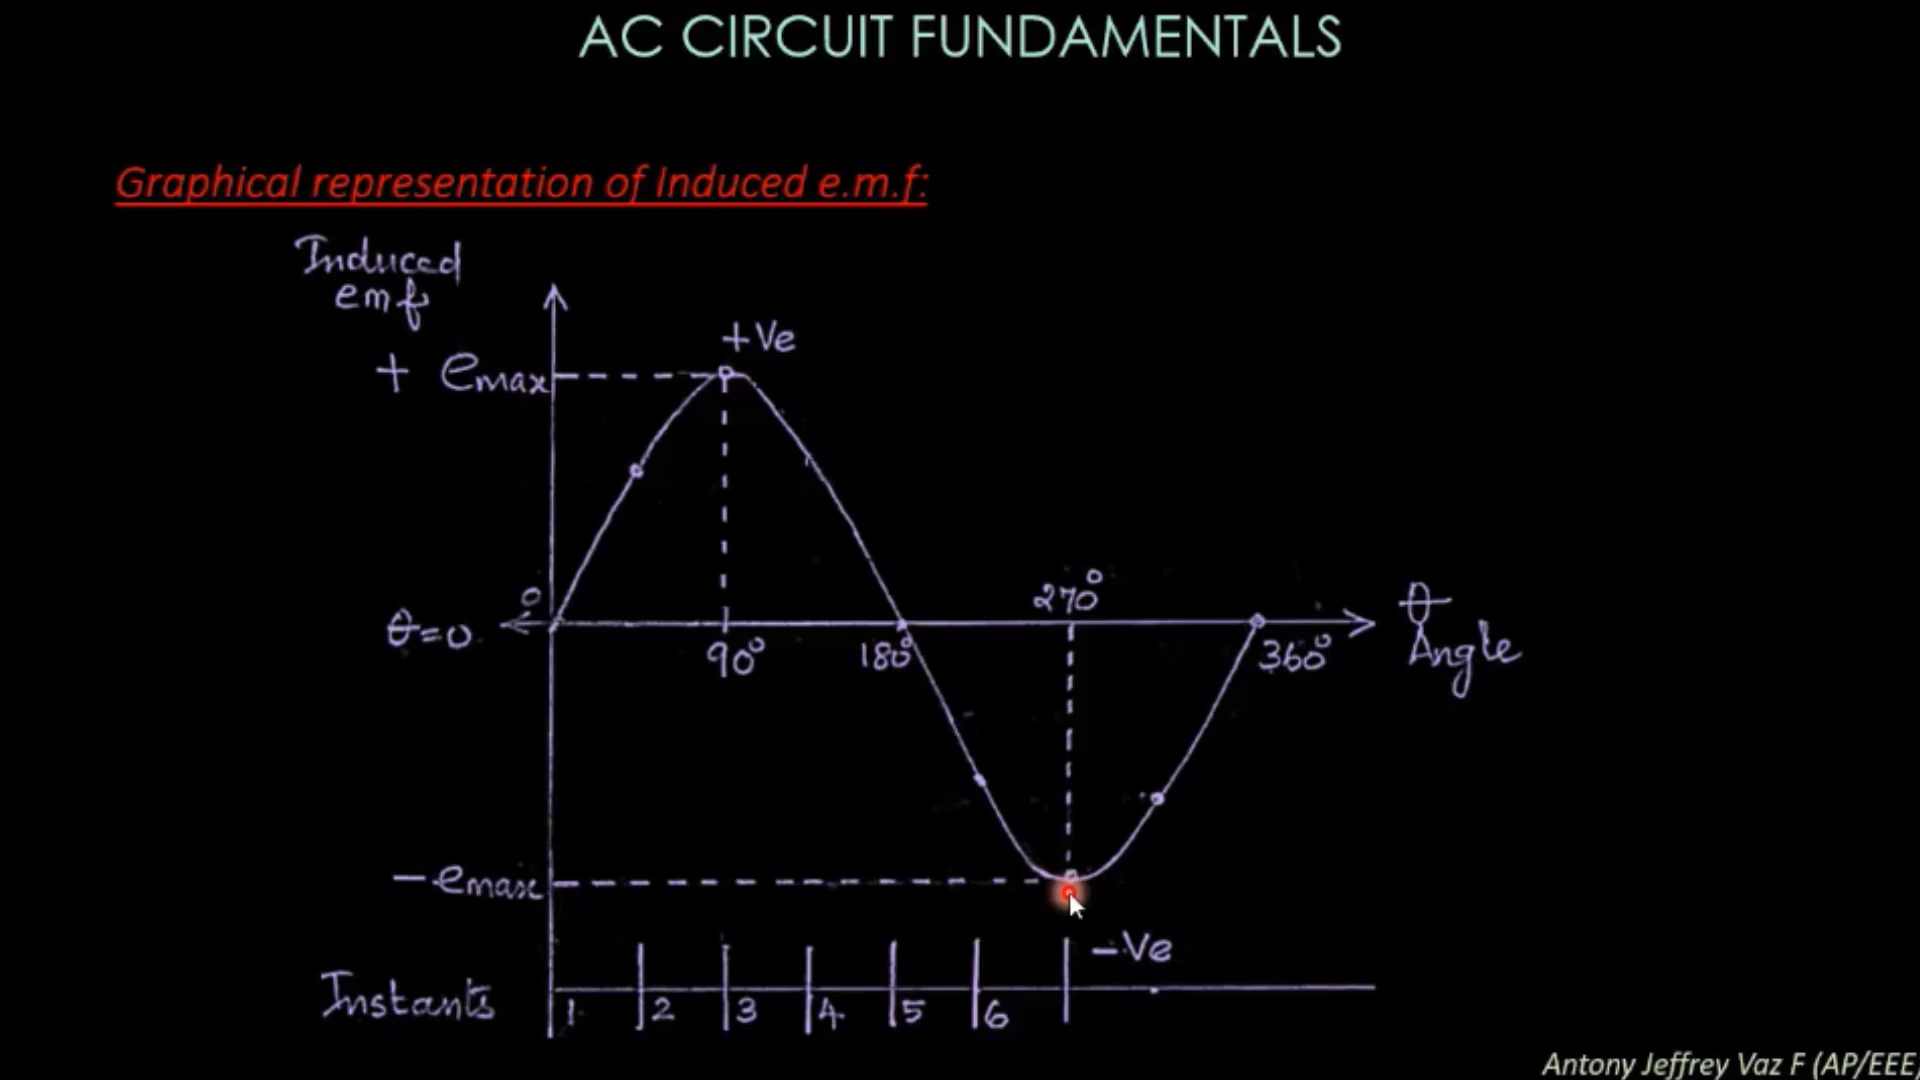 AC CIRCUIT FUNDAMENTALS
Graphical representation of Induced e.m.f:
Induced
emf
+Ve
+ emax
0
270°
θ
θ=0
90°
180°
360°
Angle
- emax
-Ve
Instants
1 2 3 4 5 6
Antony Jeffrey Vaz F (AP/EEE)